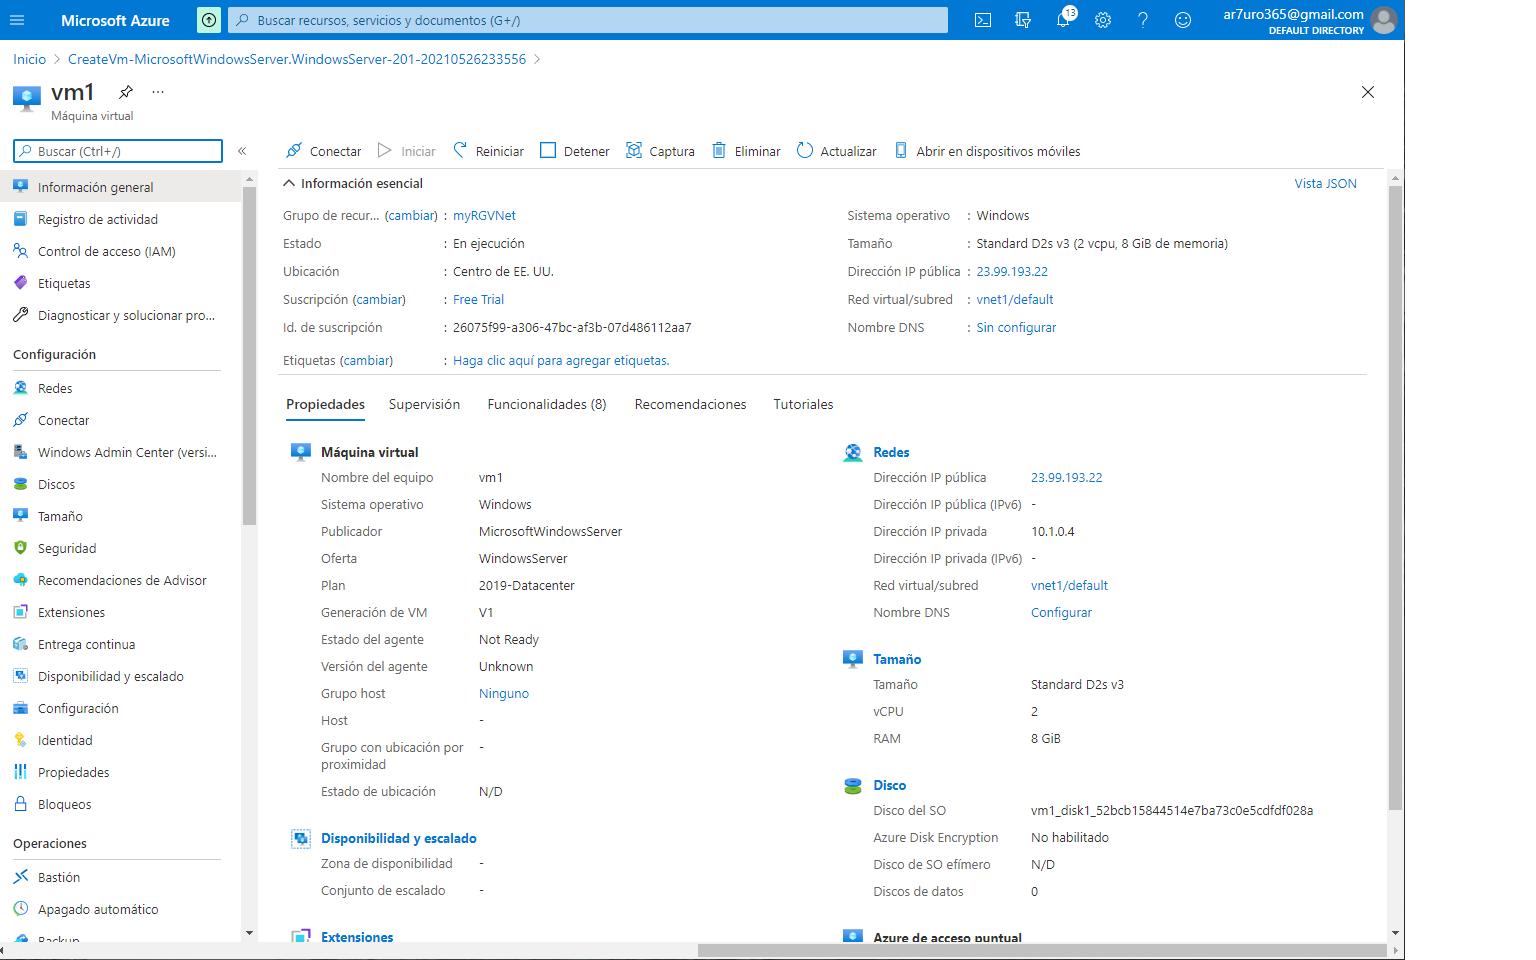 Microsoft Azure
Buscar recursos, servicios y documentos (G+/)
13
ar7uro365@gmail.com
DEFAULT DIRECTORY
Inicio > CreateVm-MicrosoftWindowsServer.WindowsServer-201-20210526233556 >
vm1
Máquina virtual
Buscar (Ctrl+/)
«
Información general
Registro de actividad
Control de acceso (IAM)
Etiquetas
Diagnosticar y solucionar pro...
Configuración
Redes
Conectar
Windows Admin Center (versi...
Discos
Tamaño
Seguridad
Recomendaciones de Advisor
Extensiones
Entrega continua
Disponibilidad y escalado
Configuración
Identidad
Propiedades
Bloqueos
Operaciones
Bastión
Apagado automático
Backup
Conectar Iniciar Reiniciar Detener Captura Eliminar Actualizar Abrir en dispositivos móviles
Información esencial
Vista JSON
Grupo de recur... (cambiar) : myRGVNet
Estado : En ejecución
Ubicación : Centro de EE. UU.
Suscripción (cambiar) : Free Trial
Id. de suscripción : 26075f99-a306-47bc-af3b-07d486112aa7
Etiquetas (cambiar) : Haga clic aquí para agregar etiquetas.
Sistema operativo : Windows
Tamaño : Standard D2s v3 (2 vcpu, 8 GiB de memoria)
Dirección IP pública : 23.99.193.22
Red virtual/subred : vnet1/default
Nombre DNS : Sin configurar
Propiedades Supervisión Funcionalidades (8) Recomendaciones Tutoriales
Máquina virtual
Nombre del equipo vm1
Sistema operativo Windows
Publicador MicrosoftWindowsServer
Oferta WindowsServer
Plan 2019-Datacenter
Generación de VM V1
Estado del agente Not Ready
Versión del agente Unknown
Grupo host Ninguno
Host -
Grupo con ubicación por -
proximidad
Estado de ubicación N/D
Disponibilidad y escalado
Zona de disponibilidad -
Conjunto de escalado -
Extensiones
Redes
Dirección IP pública 23.99.193.22
Dirección IP pública (IPv6) -
Dirección IP privada 10.1.0.4
Dirección IP privada (IPv6) -
Red virtual/subred vnet1/default
Nombre DNS Configurar
Tamaño
Tamaño Standard D2s v3
vCPU 2
RAM 8 GiB
Disco
Disco del SO vm1_disk1_52bcb15844514e7ba73c0e5cdfdf028a
Azure Disk Encryption No habilitado
Disco de SO efímero N/D
Discos de datos 0
Azure de acceso puntual